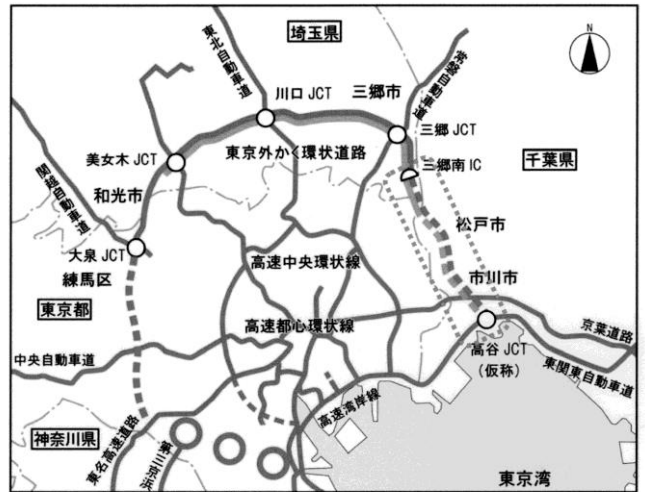 N
埼玉県
東北自動車道
常磐自動車道
川口 JCT
三郷市
三郷 JCT
東京外かく環状道路
美女木 JCT
三郷南 IC
千葉県
関越自動車道
和光市
松戸市
大泉 JCT
練馬区
高速中央環状線
市川市
東京都
高速都心環状線
京葉道路
中央自動車道
高谷 JCT
(仮称)
東関東自動車道
高速湾岸線
神奈川県
東名高速道路
第三京浜
東京湾